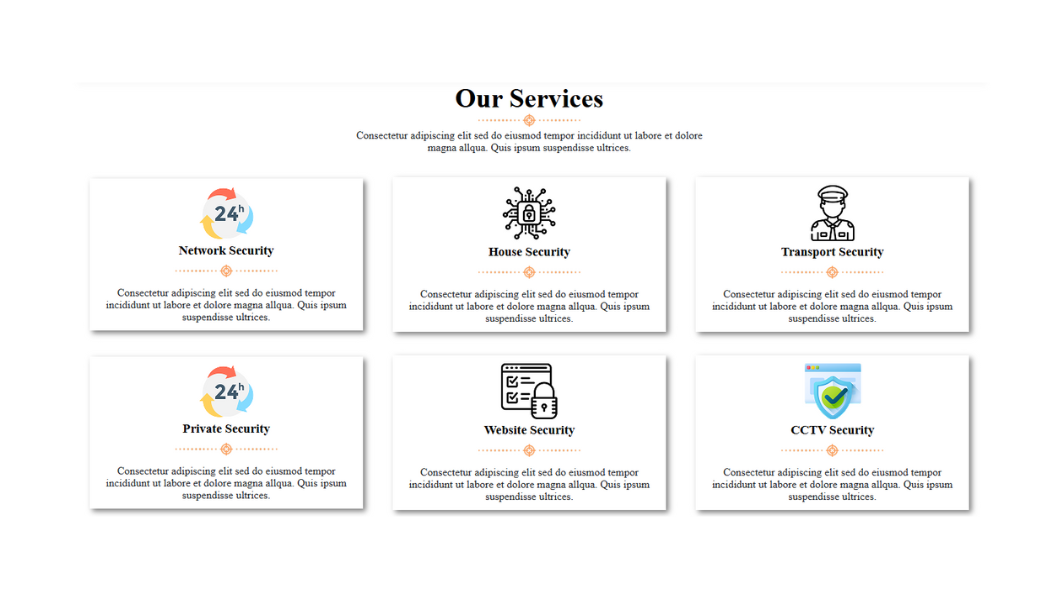 Our Services
Consectetur adipiscing elit sed do eiusmod tempor incididunt ut labore et dolore
magna allqua. Quis ipsum suspendisse ultrices.
24h
Network Security
Consectetur adipiscing elit sed do eiusmod tempor
incididunt ut labore et dolore magna allqua. Quis ipsum
suspendisse ultrices.
House Security
Consectetur adipiscing elit sed do eiusmod tempor
incididunt ut labore et dolore magna allqua. Quis ipsum
suspendisse ultrices.
Transport Security
Consectetur adipiscing elit sed do eiusmod tempor
incididunt ut labore et dolore magna allqua. Quis ipsum
suspendisse ultrices.
24h
Private Security
Consectetur adipiscing elit sed do eiusmod tempor
incididunt ut labore et dolore magna allqua. Quis ipsum
suspendisse ultrices.
Website Security
Consectetur adipiscing elit sed do eiusmod tempor
incididunt ut labore et dolore magna allqua. Quis ipsum
suspendisse ultrices.
CCTV Security
Consectetur adipiscing elit sed do eiusmod tempor
incididunt ut labore et dolore magna allqua. Quis ipsum
suspendisse ultrices.